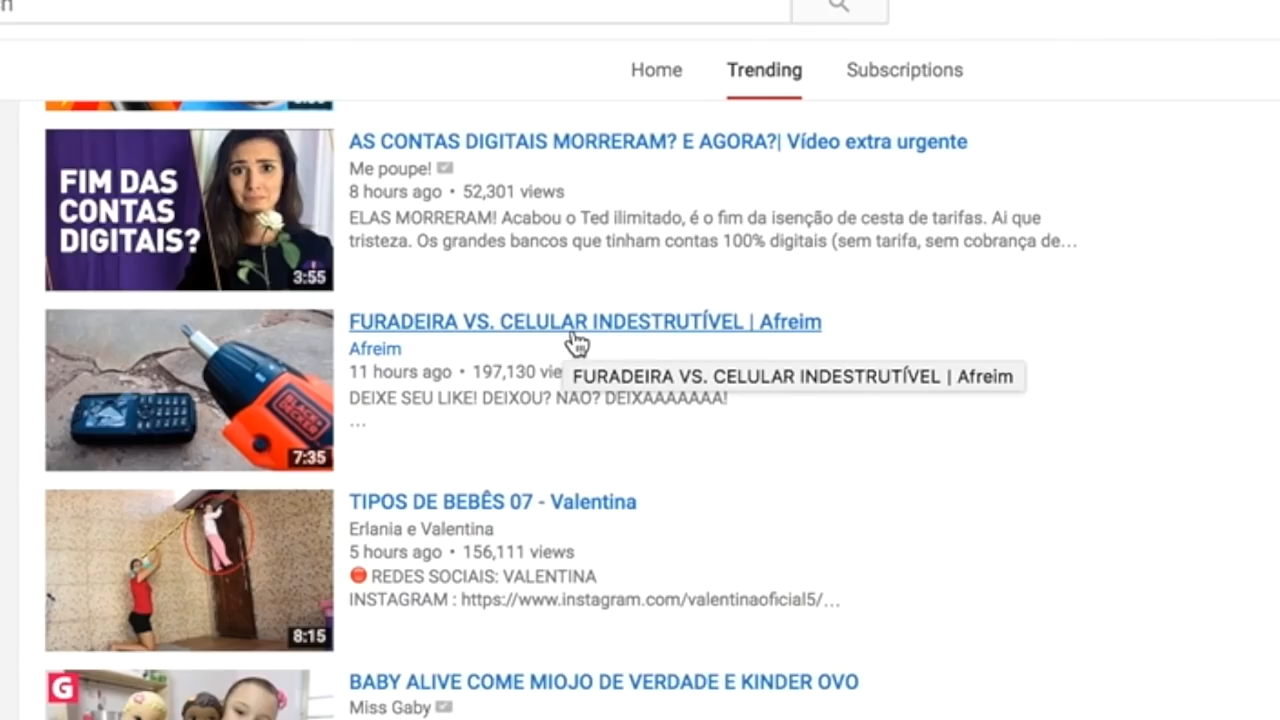 Home Trending Subscriptions
FIM DAS
CONTAS
DIGITAIS?
3:55
AS CONTAS DIGITAIS MORRERAM? E AGORA?| Vídeo extra urgente
Me poupe!
8 hours ago • 52,301 views
ELAS MORRERAM! Acabou o Ted ilimitado, é o fim da isenção de cesta de tarifas. Ai que
tristeza. Os grandes bancos que tinham contas 100% digitais (sem tarifa, sem cobrança de...
BLACK+
DECKER
7:35
FURADEIRA VS. CELULAR INDESTRUTÍVEL | Afreim
Afreim
11 hours ago • 197,130 vie
FURADEIRA VS. CELULAR INDESTRUTÍVEL | Afreim
DEIXE SEU LIKE! DEIXOU? NÃO? DEIXAAAAAAA!
...
8:15
TIPOS DE BEBÊS 07 - Valentina
Erlania e Valentina
5 hours ago • 156,111 views
REDES SOCIAIS: VALENTINA
INSTAGRAM : https://www.instagram.com/valentinaoficial5/...
G
BABY ALIVE COME MIOJO DE VERDADE E KINDER OVO
Miss Gaby